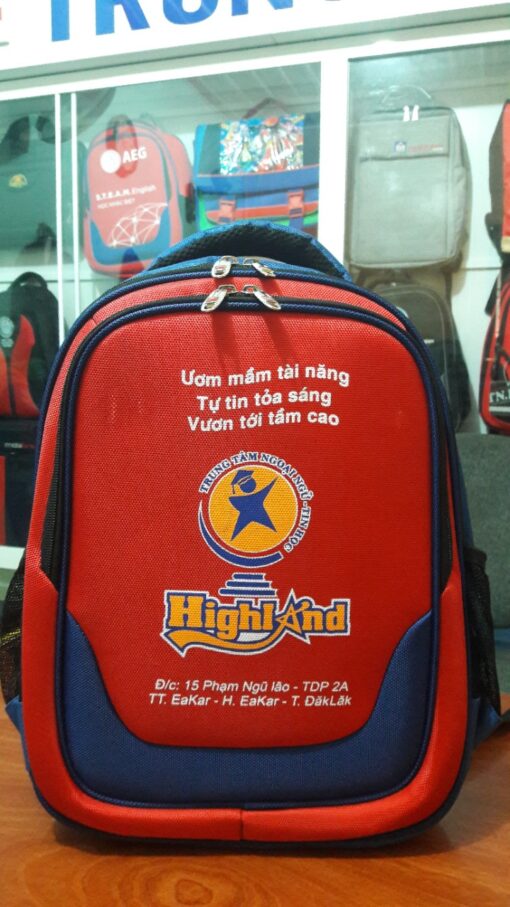 AEG
S.T.E.A.M. English
Ươm mầm tài năng
Tự tin tỏa sáng
Vươn tới tầm cao
TRUNG TÂM NGOẠI NGỮ - TIN HỌC
Highland
Đ/c: 15 Phạm Ngũ lão - TDP 2A
TT. EaKar - H. EaKar - T. ĐăkLăk